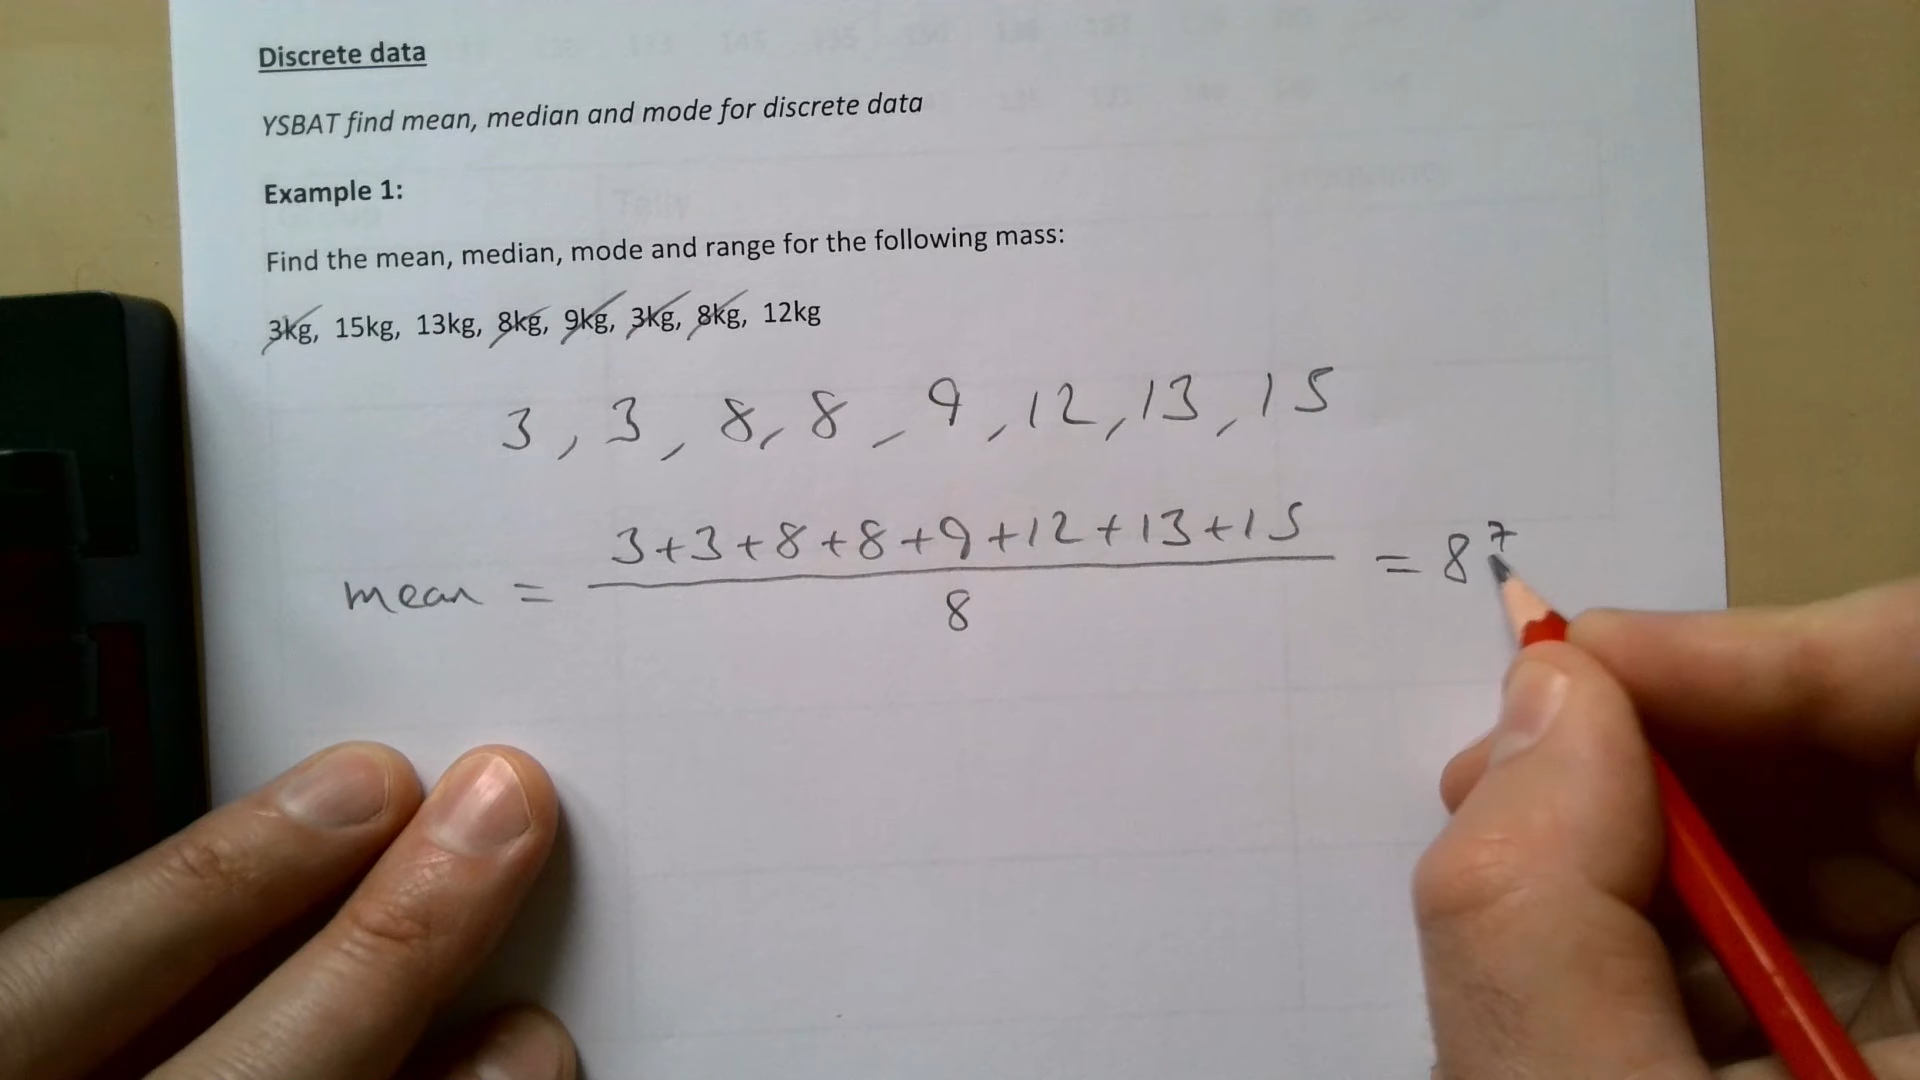 Discrete data
YSBAT find mean, median and mode for discrete data
Example 1:
Find the mean, median, mode and range for the following mass:
3kg, 15kg, 13kg, 8kg, 9kg, 3kg, 8kg, 12kg
3, 3, 8, 8, 9, 12, 13, 15
3+3+8+8+9+12+13+15
mean = = 8 7
8